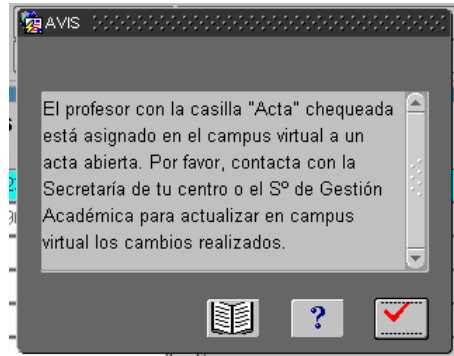 AVIS
El profesor con la casilla "Acta" chequeada
está asignado en el campus virtual a un
acta abierta. Por favor, contacta con la
Secretaría de tu centro o el Sº de Gestión
Académica para actualizar en campus
virtual los cambios realizados.
?